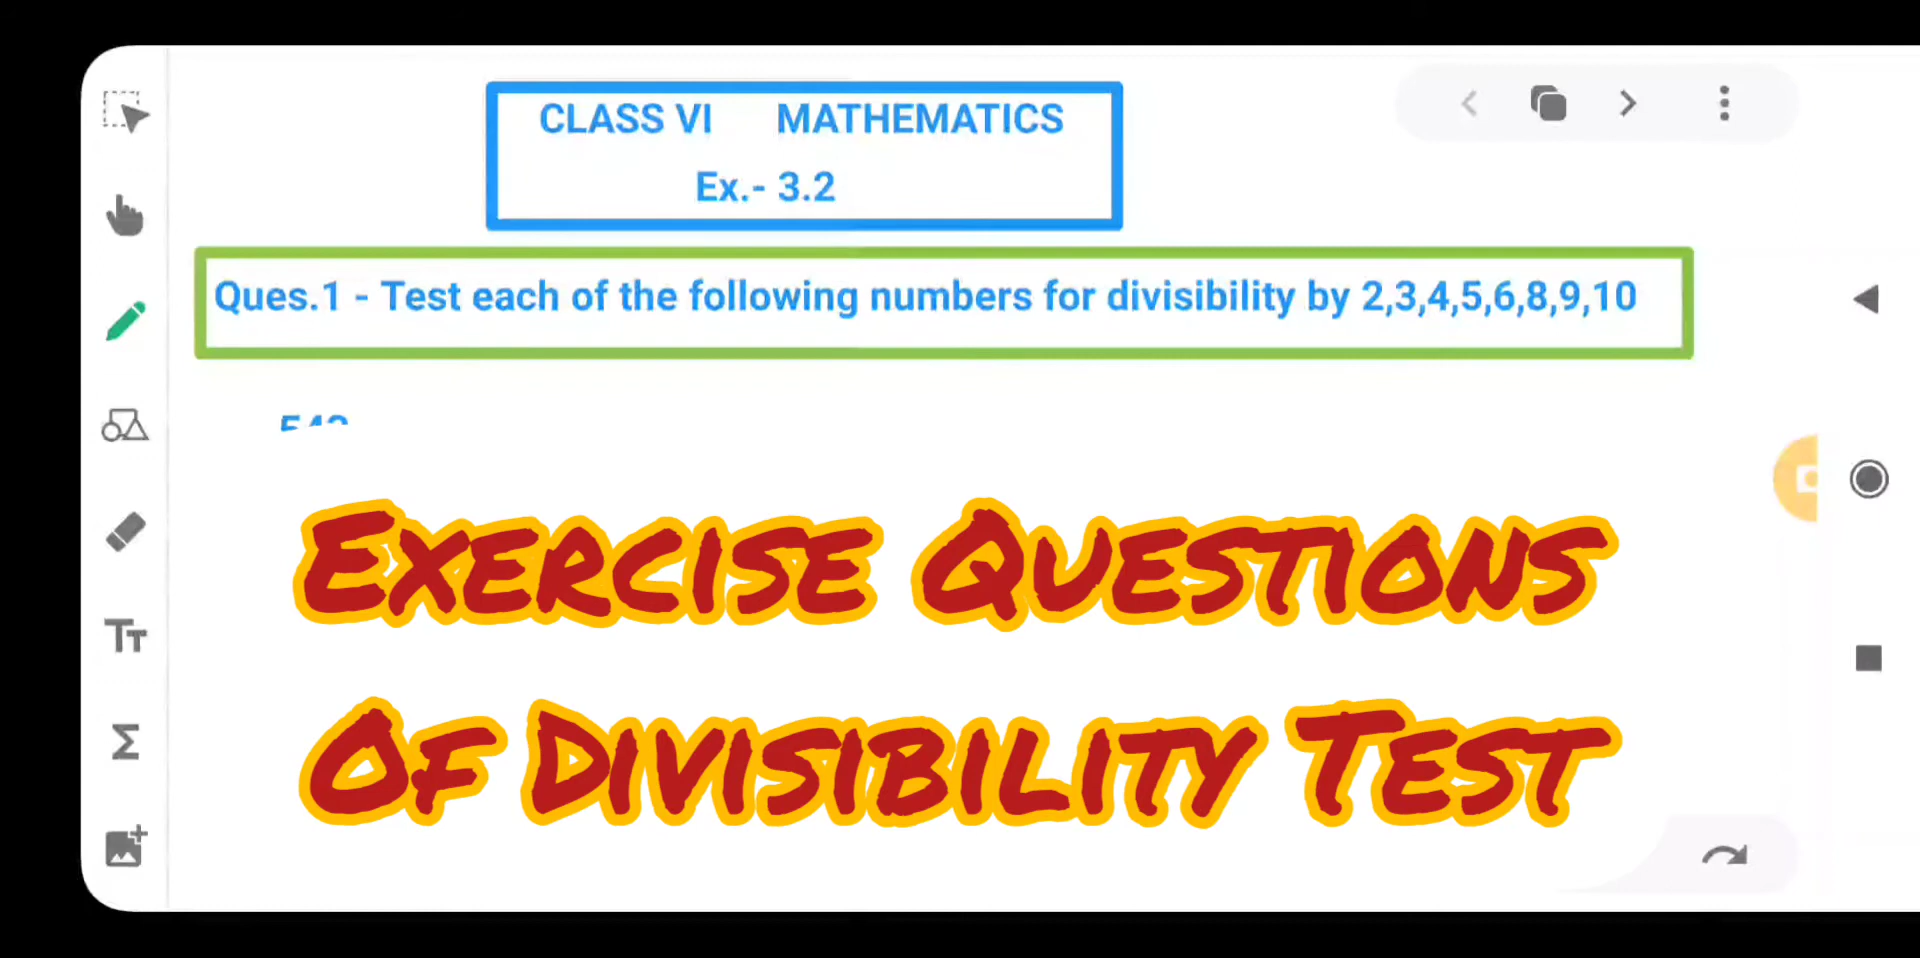 CLASS VI MATHEMATICS
Ex.- 3.2
Ques.1 - Test each of the following numbers for divisibility by 2,3,4,5,6,8,9,10
Exercise Questions
Of Divisibility Test